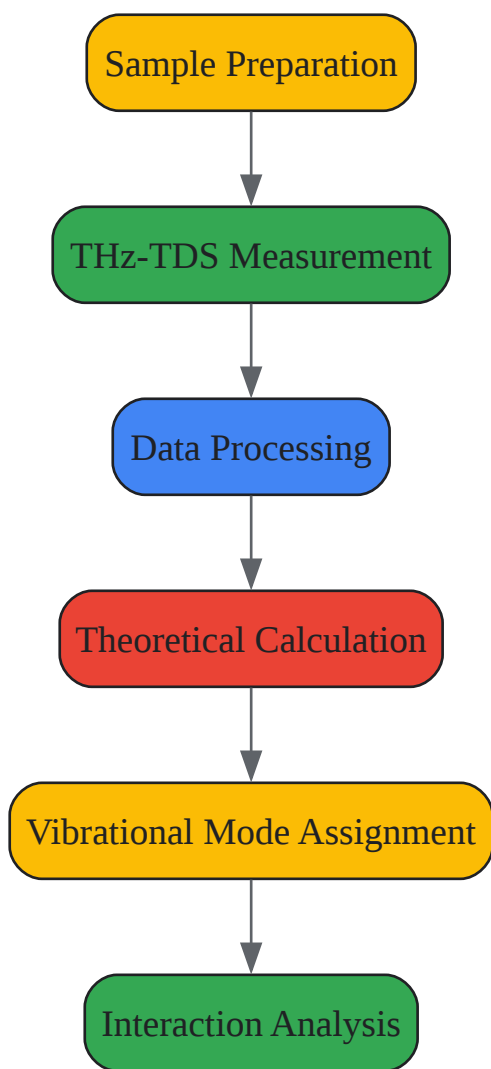 Sample Preparation
THz-TDS Measurement
Data Processing
Theoretical Calculation
Vibrational Mode Assignment
Interaction Analysis